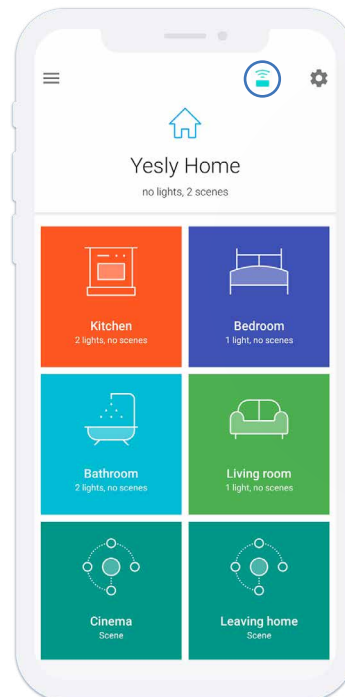 Yesly Home
no lights, 2 scenes
Kitchen
2 lights, no scenes
Bedroom
1 light, no scenes
Bathroom
2 lights, no scenes
Living room
1 light, no scenes
Cinema
Scene
Leaving home
Scene